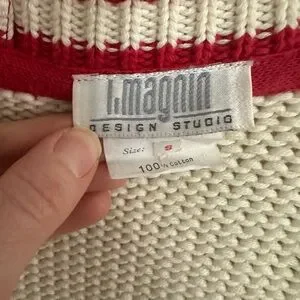 I.magnin
DESIGN STUDIO
Size: S
100% Cotton